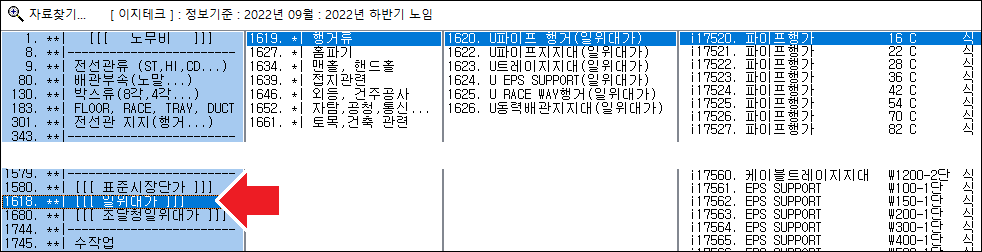 자료찾기... [ 이지테크 ] : 정보기준 : 2022년 09월 : 2022년 하반기 노임
1. **| [[[ 노무비 ]]] 1619. *| 행거류 1620. U파이프 행거(일위대가) i17520. 파이프행가 16 C 식
8. **|---------------------- 1627. *| 홈파기 1622. U파이프지지대(일위대가) i17521. 파이프행가 22 C 식
9. **| 전선관류 (ST,HI,CD...) 1634. *| 맨홀, 핸드홀 1623. U트레이지지대(일위대가) i17522. 파이프행가 28 C 식
80. **| 배관부속(노말...) 1639. *| 접지관련 1624. U EPS SUPPORT(일위대가) i17523. 파이프행가 36 C 식
130. **| 박스류(8각,4각... 1646. *| 외등, 건주공사 1625. U RACE WAY행거(일위대가) i17524. 파이프행가 42 C 식
183. **| FLOOR, RACE, TRAY, DUCT 1652. *| 자탐,공청,통신... 1626. U동력배관지지대(일위대가) i17525. 파이프행가 54 C 식
301. **| 전선관 지지(행거...) 1661. *| 토목,건축 관련 i17526. 파이프행가 70 C 식
343. **|---------------------- i17527. 파이프행가 82 C 식
1579. **|----------------------
1580. **| [[[ 표준시장단가 ]]] i17560. 케이블트레이지지대 W1200-2단 식
1618. **| [[[ 일위대가 ]]] i17561. EPS SUPPORT W100-1단 식
1680. **| [[[ 조달청일위대가 ]]] i17562. EPS SUPPORT W150-1단 식
1744. **|---------------------- i17563. EPS SUPPORT W200-1단 식
1745. **| 수작업 i17564. EPS SUPPORT W300-1단 식
i17565. EPS SUPPORT W400-1단 식
i17566. EPS SUPPORT W500-1단 식